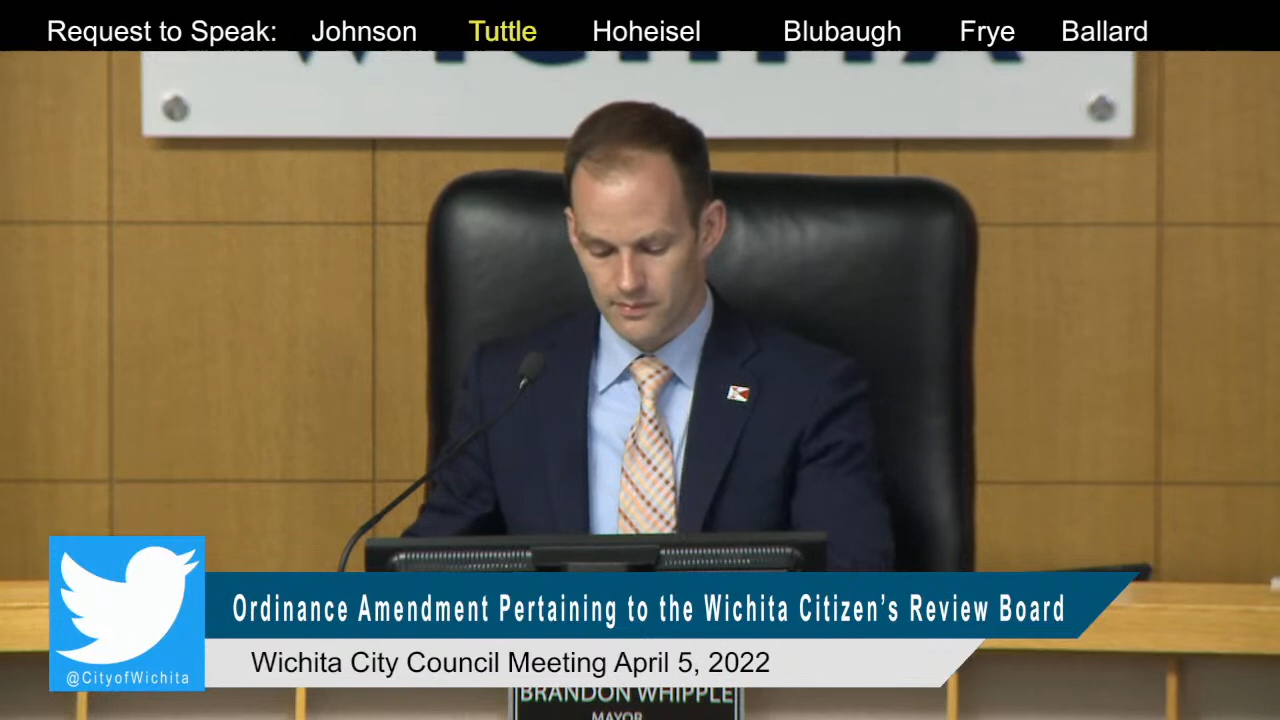 Request to Speak: Johnson Tuttle Hoheisel Blubaugh Frye Ballard
WICHITA
Ordinance Amendment Pertaining to the Wichita Citizen's Review Board
Wichita City Council Meeting April 5, 2022
@CityofWichita
BRANDON WHIPPLE
MAYOR